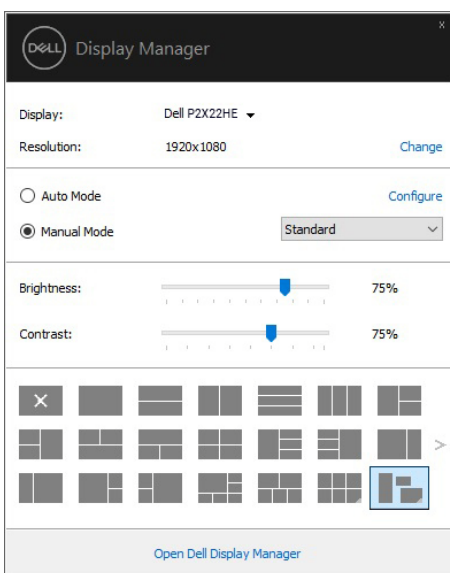 x
DELL Display Manager
Display: Dell P2X22HE
Resolution: 1920x1080 Change
Auto Mode Configure
Manual Mode Standard
Brightness: 75%
Contrast: 75%
Open Dell Display Manager